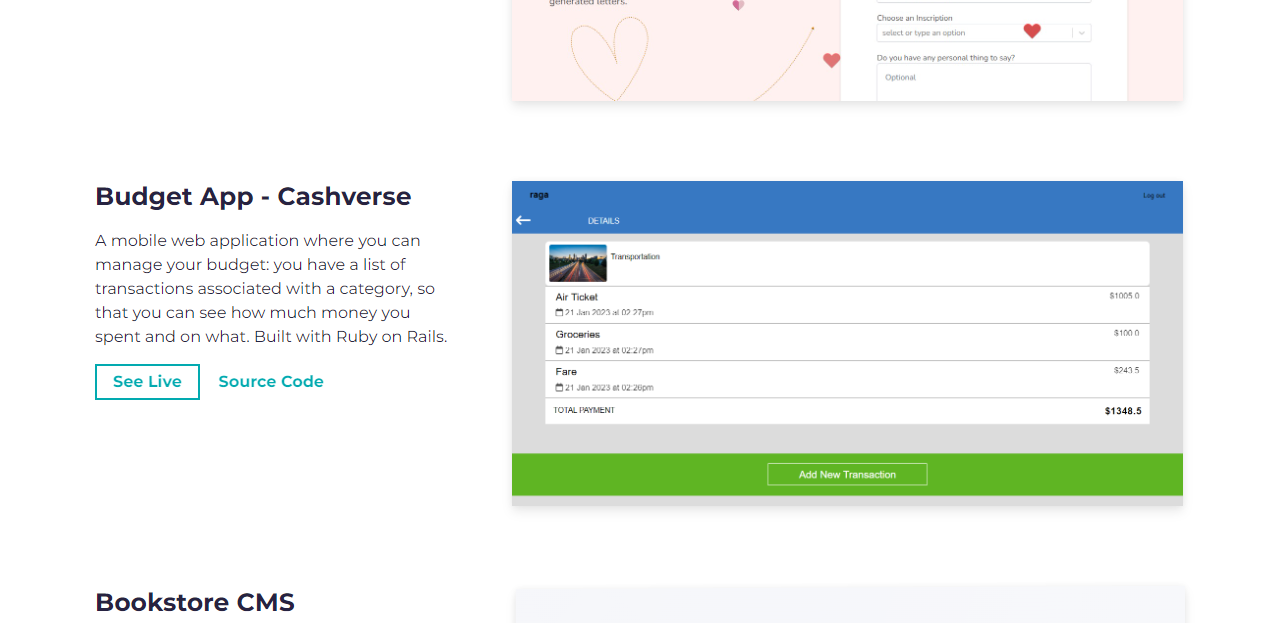 generated letters.
Choose an Inscription
select or type an option
Do you have any personal thing to say?
Optional
Budget App - Cashverse
A mobile web application where you can
manage your budget: you have a list of
transactions associated with a category, so
that you can see how much money you
spent and on what. Built with Ruby on Rails.
See Live
Source Code
raga
Log out
DETAILS
Transportation
Air Ticket
$1005.0
21 Jan 2023 at 02:27pm
Groceries
$100.0
21 Jan 2023 at 02:27pm
Fare
$243.5
21 Jan 2023 at 02:26pm
TOTAL PAYMENT
$1348.5
Add New Transaction
Bookstore CMS